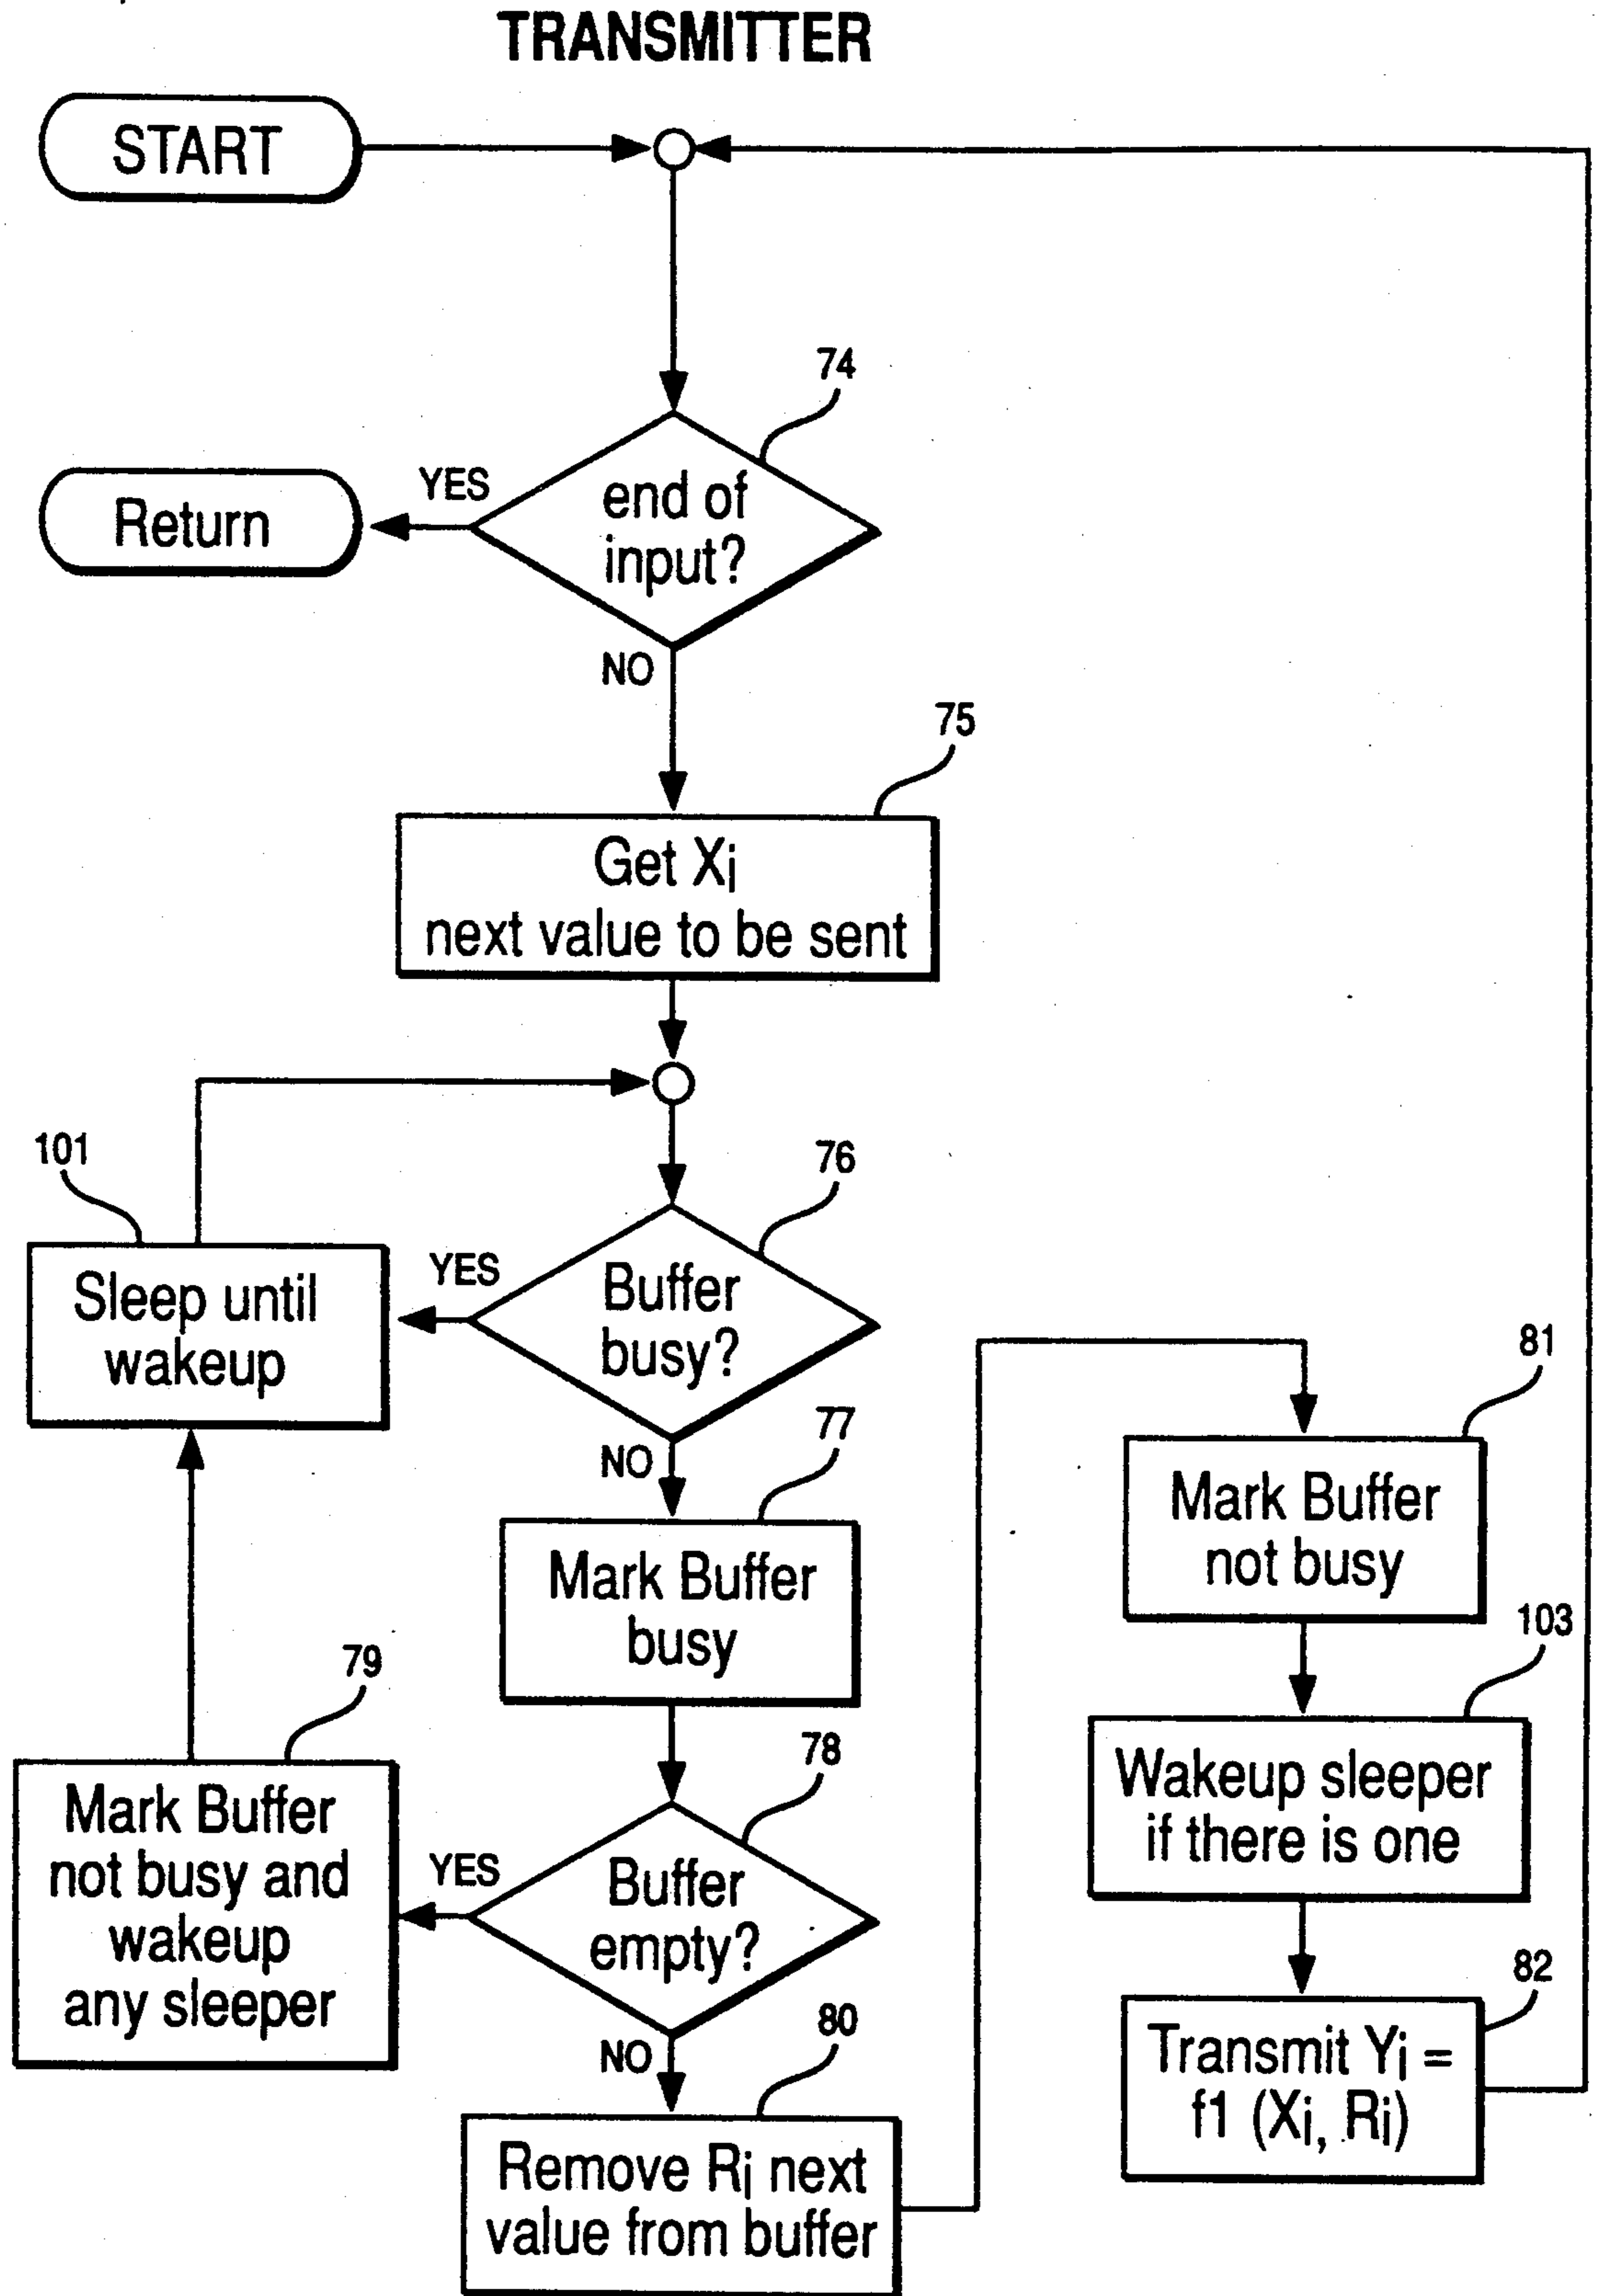 TRANSMITTER
START
74
YES
Return
end of
input?
NO
75
Get Xi
next value to be sent
101
76
Sleep until
wakeup
YES
Buffer
busy?
NO
77
81
Mark Buffer
busy
Mark Buffer
not busy
79
78
103
Mark Buffer
not busy and
wakeup
any sleeper
YES
Buffer
empty?
NO
80
Wakeup sleeper
if there is one
82
Remove Ri next
value from buffer
Transmit Yi =
f1 (Xi, Ri)